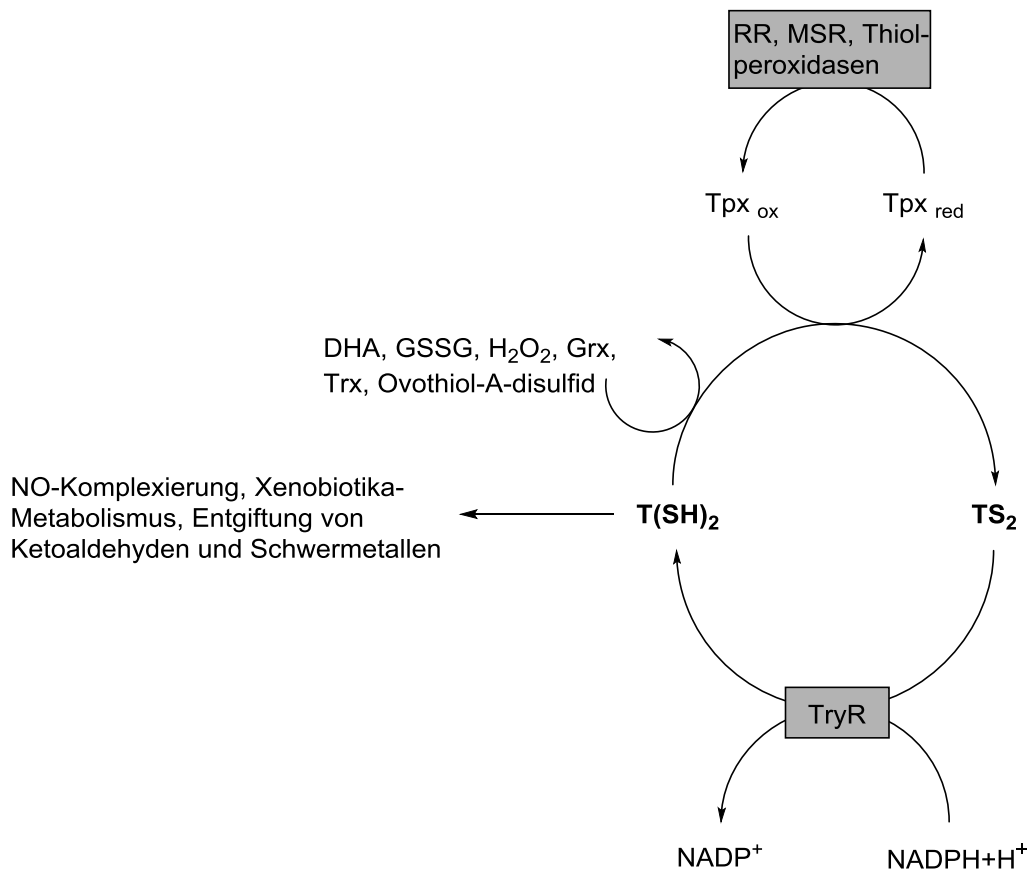 RR, MSR, Thiol-
peroxidasen
Tpx ox
Tpx red
DHA, GSSG, H₂O₂, Grx,
Trx, Ovothiol-A-disulfid
NO-Komplexierung, Xenobiotika-
Metabolismus, Entgiftung von
Ketoaldehyden und Schwermetallen
T(SH)₂
TS₂
TryR
NADP⁺
NADPH+H⁺